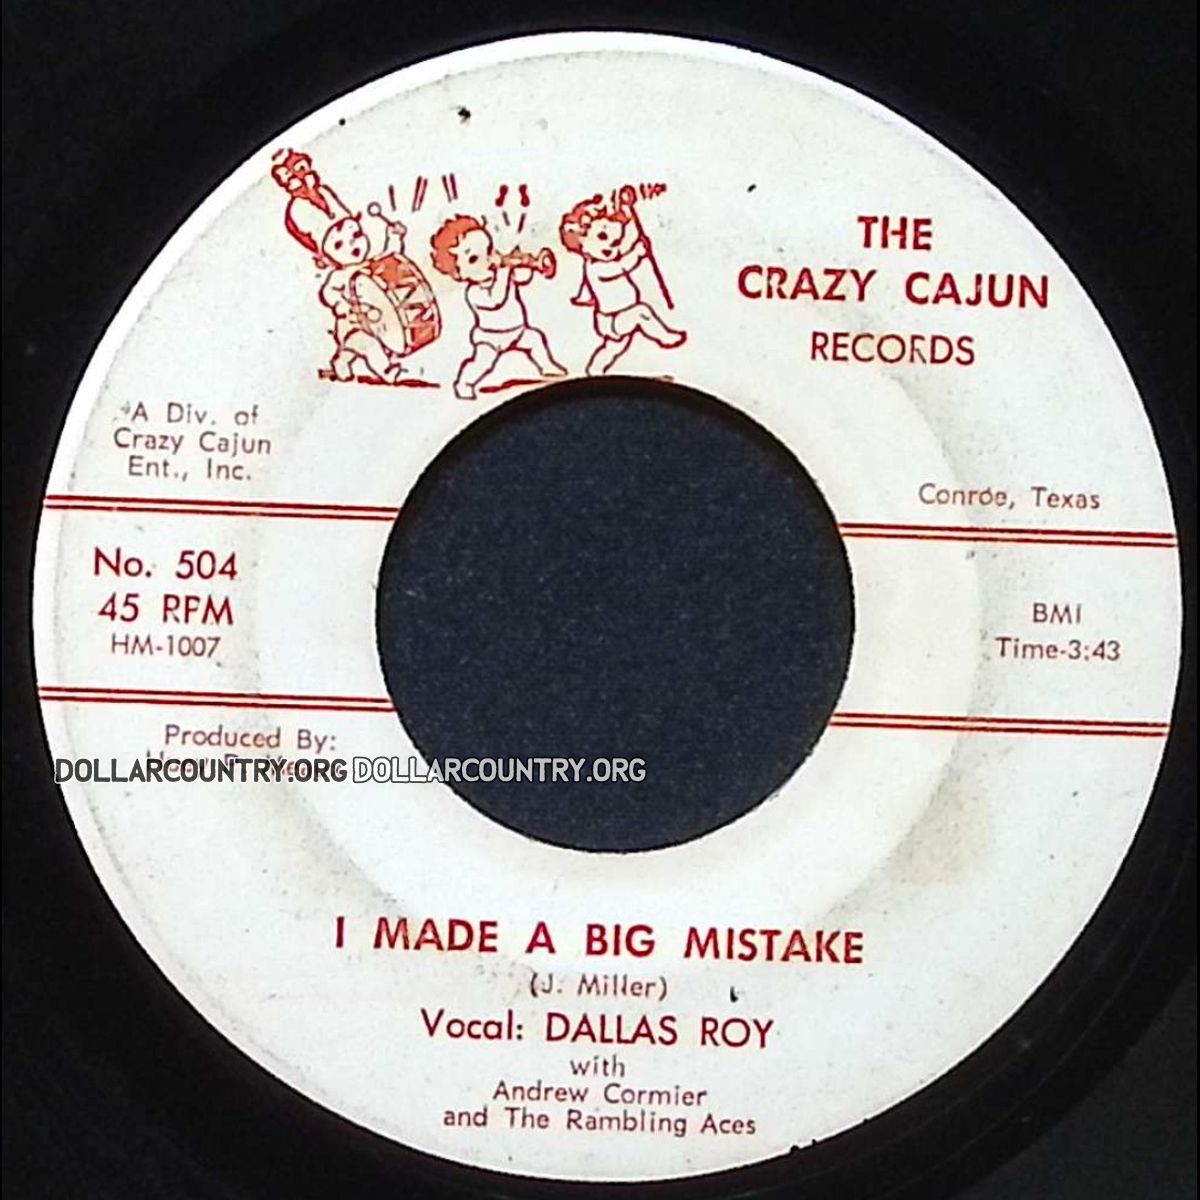 THE
CRAZY CAJUN
RECORDS
A Div. of
Crazy Cajun
Ent., Inc.
Conroe, Texas
No. 504
45 RPM
HM-1007
BMI
Time-3:43
Produced By:
DOLLARCOUNTRY.ORG DOLLARCOUNTRY.ORG
I MADE A BIG MISTAKE
(J. Miller)
Vocal: DALLAS ROY
with
Andrew Cormier
and The Rambling Aces